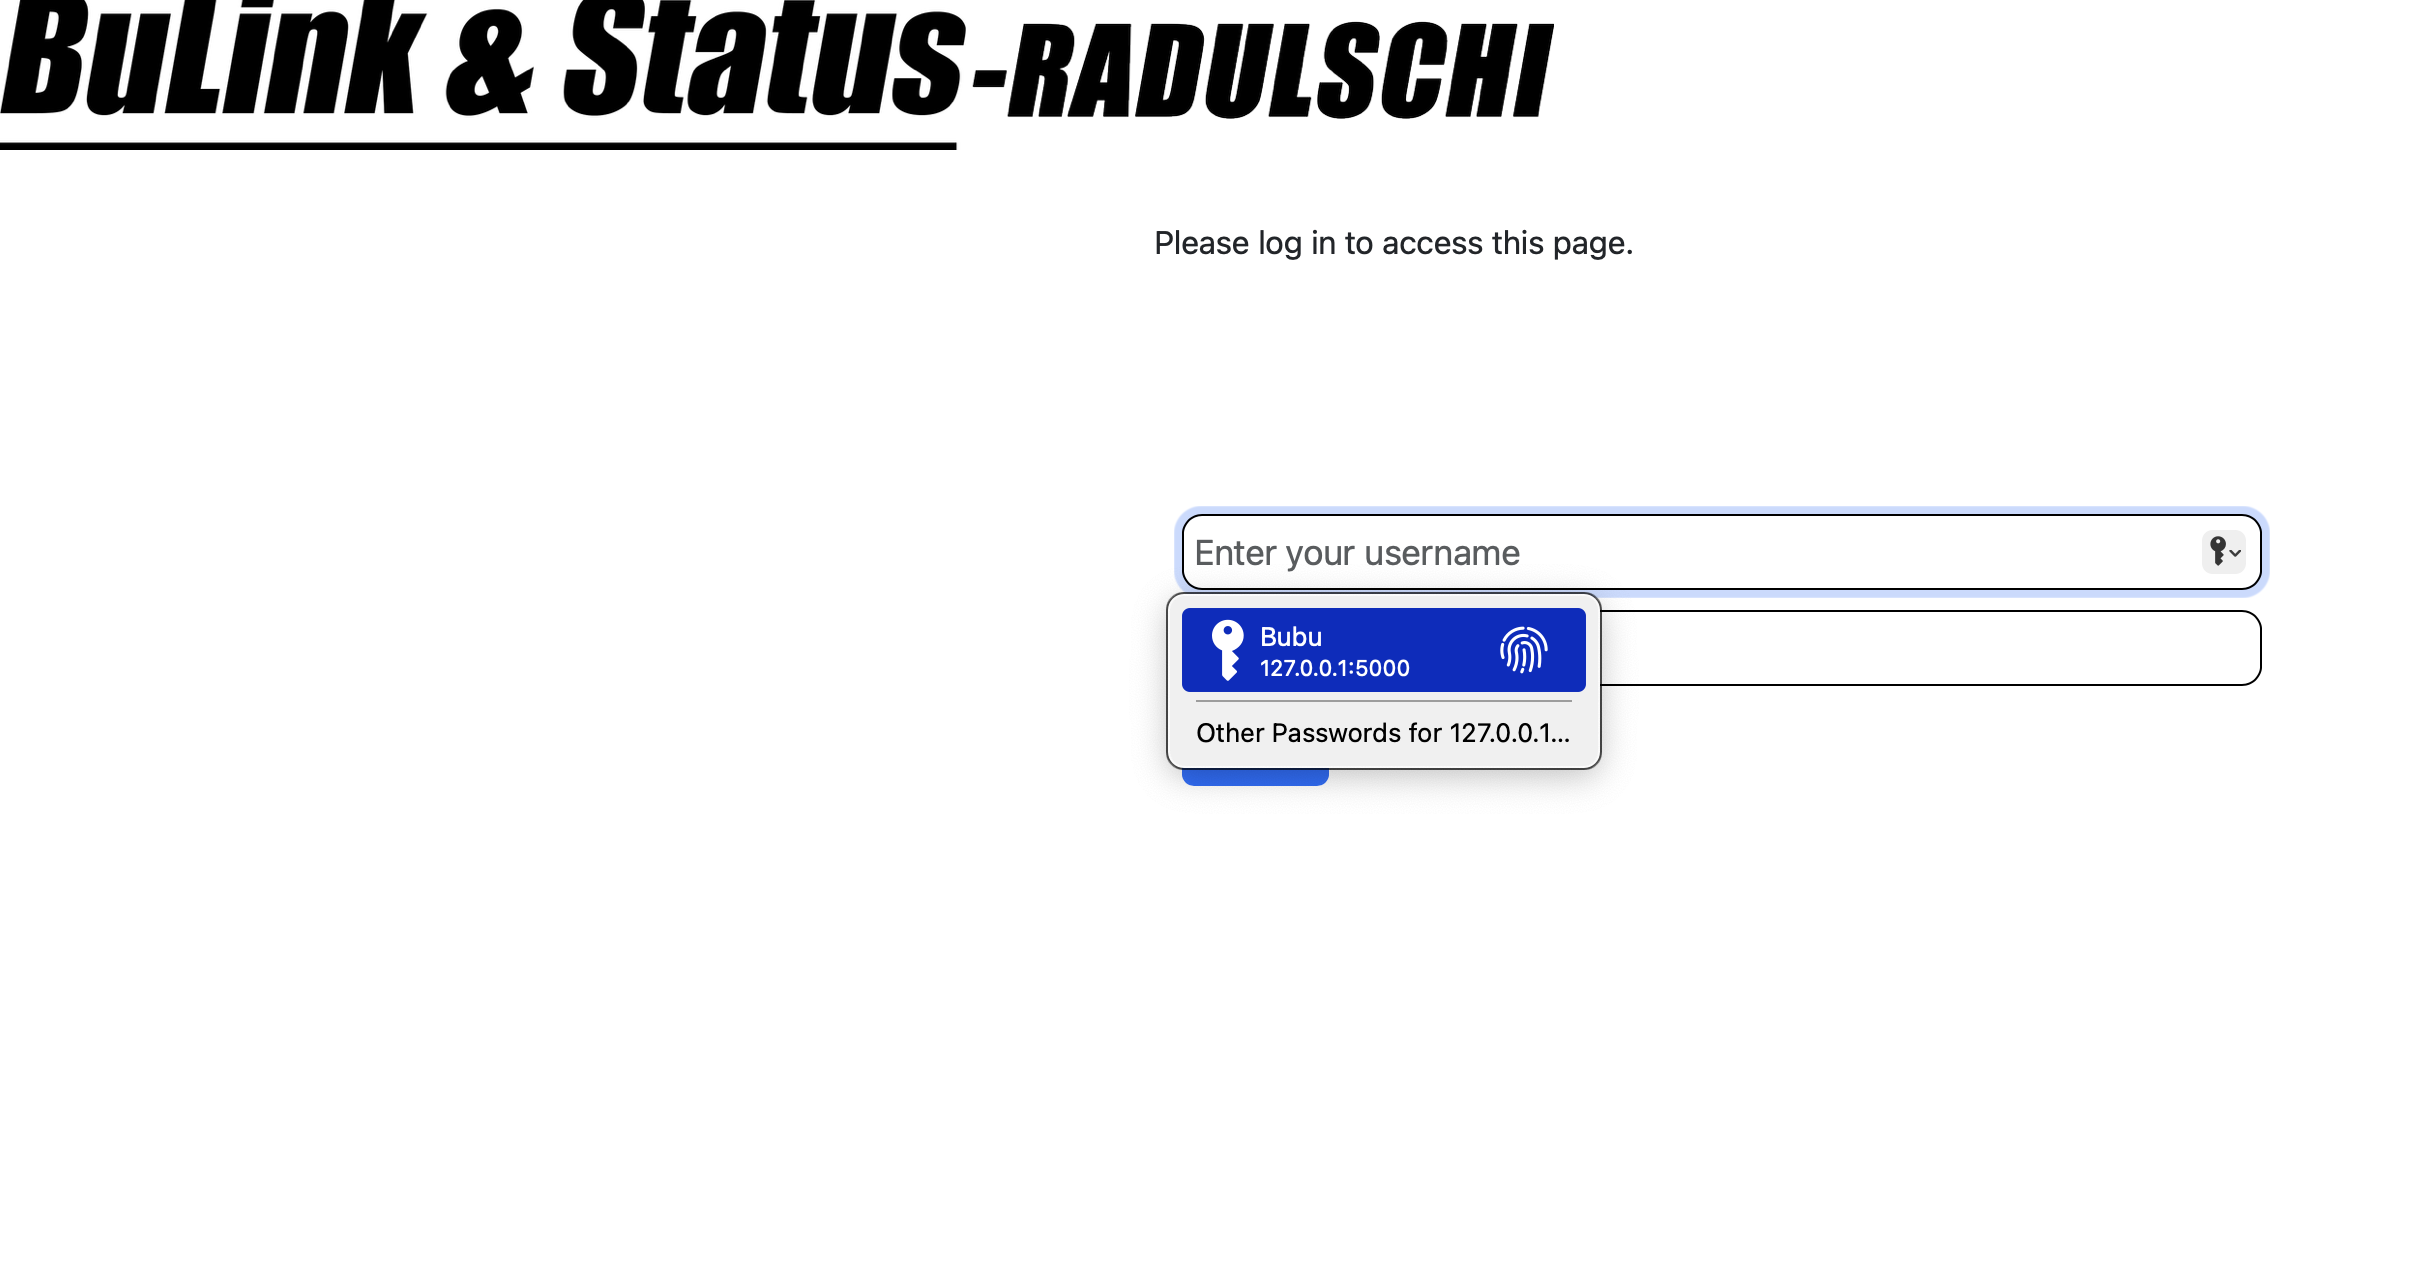 BuLink & Status -RADULSCHI
Please log in to access this page.
Enter your username
Bubu
127.0.0.1:5000
Other Passwords for 127.0.0.1...